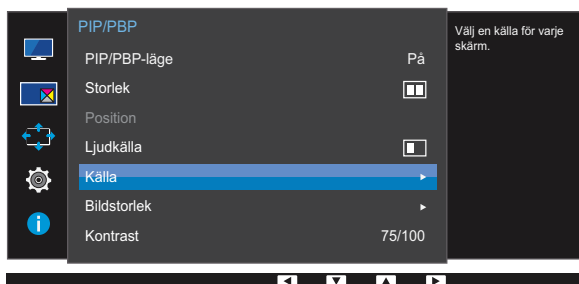 PIP/PBP
PIP/PBP-läge På
Storlek
Position
Ljudkälla
Källa
Bildstorlek
Kontrast 75/100
Välj en källa för varje
skärm.